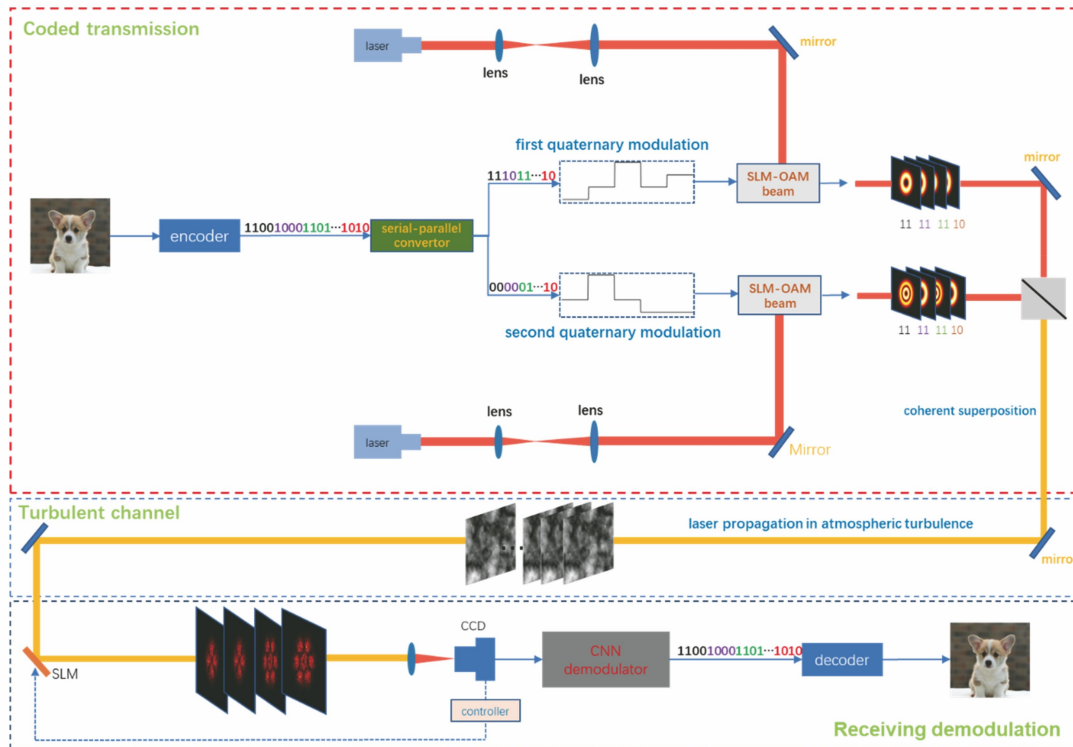 Coded transmission
laser
lens
lens
mirror
first quaternary modulation
111011···10
SLM-OAM
beam
mirror
11 11 11 10
encoder
110010001101···1010
serial-parallel
convertor
000001···10
SLM-OAM
beam
second quaternary modulation
11 11 11 10
lens
lens
laser
Mirror
coherent superposition
Turbulent channel
laser propagation in atmospheric turbulence
mirror
SLM
CCD
controller
CNN
demodulator
110010001101···1010
decoder
Receiving demodulation